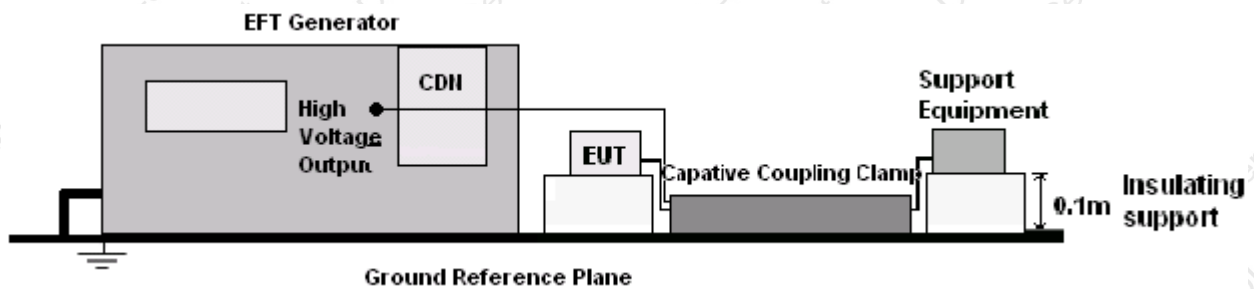 EFT Generator
CDN
High
Voltage
Output
Support
Equipment
EUT
Capative Coupling Clamp
0.1m
Insulating
support
Ground Reference Plane